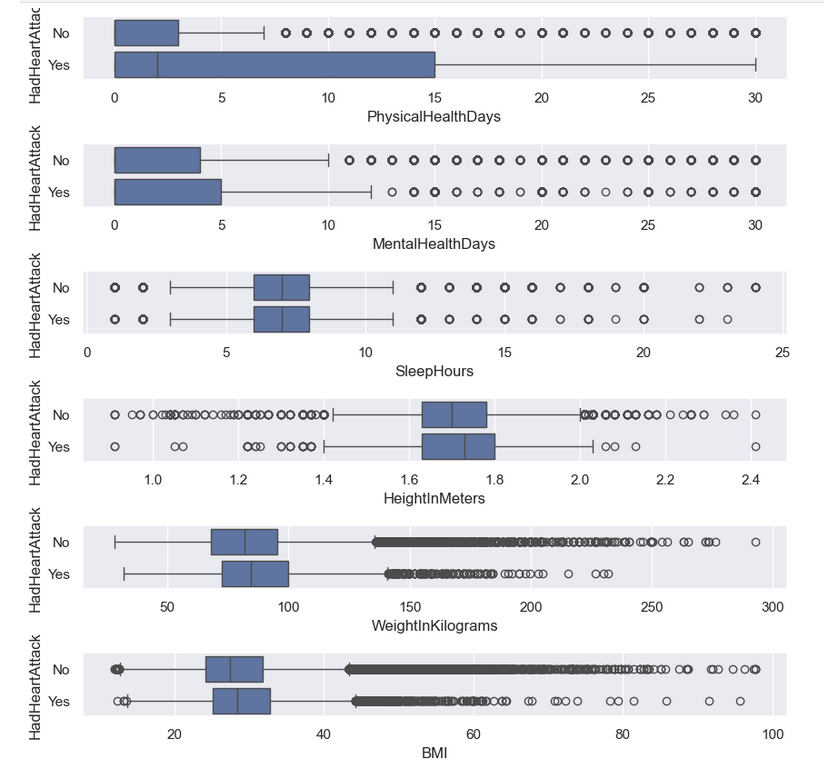 HadHeartAttac
No
Yes
0 5 10 15 20 25 30
PhysicalHealthDays
HadHeartAttack
No
Yes
0 5 10 15 20 25 30
MentalHealthDays
HadHeartAttack
No
Yes
0 5 10 15 20 25
SleepHours
HadHeartAttack
No
Yes
1.0 1.2 1.4 1.6 1.8 2.0 2.2 2.4
HeightInMeters
HadHeartAttack
No
Yes
50 100 150 200 250 300
WeightInKilograms
HadHeartAttack
No
Yes
20 40 60 80 100
BMI